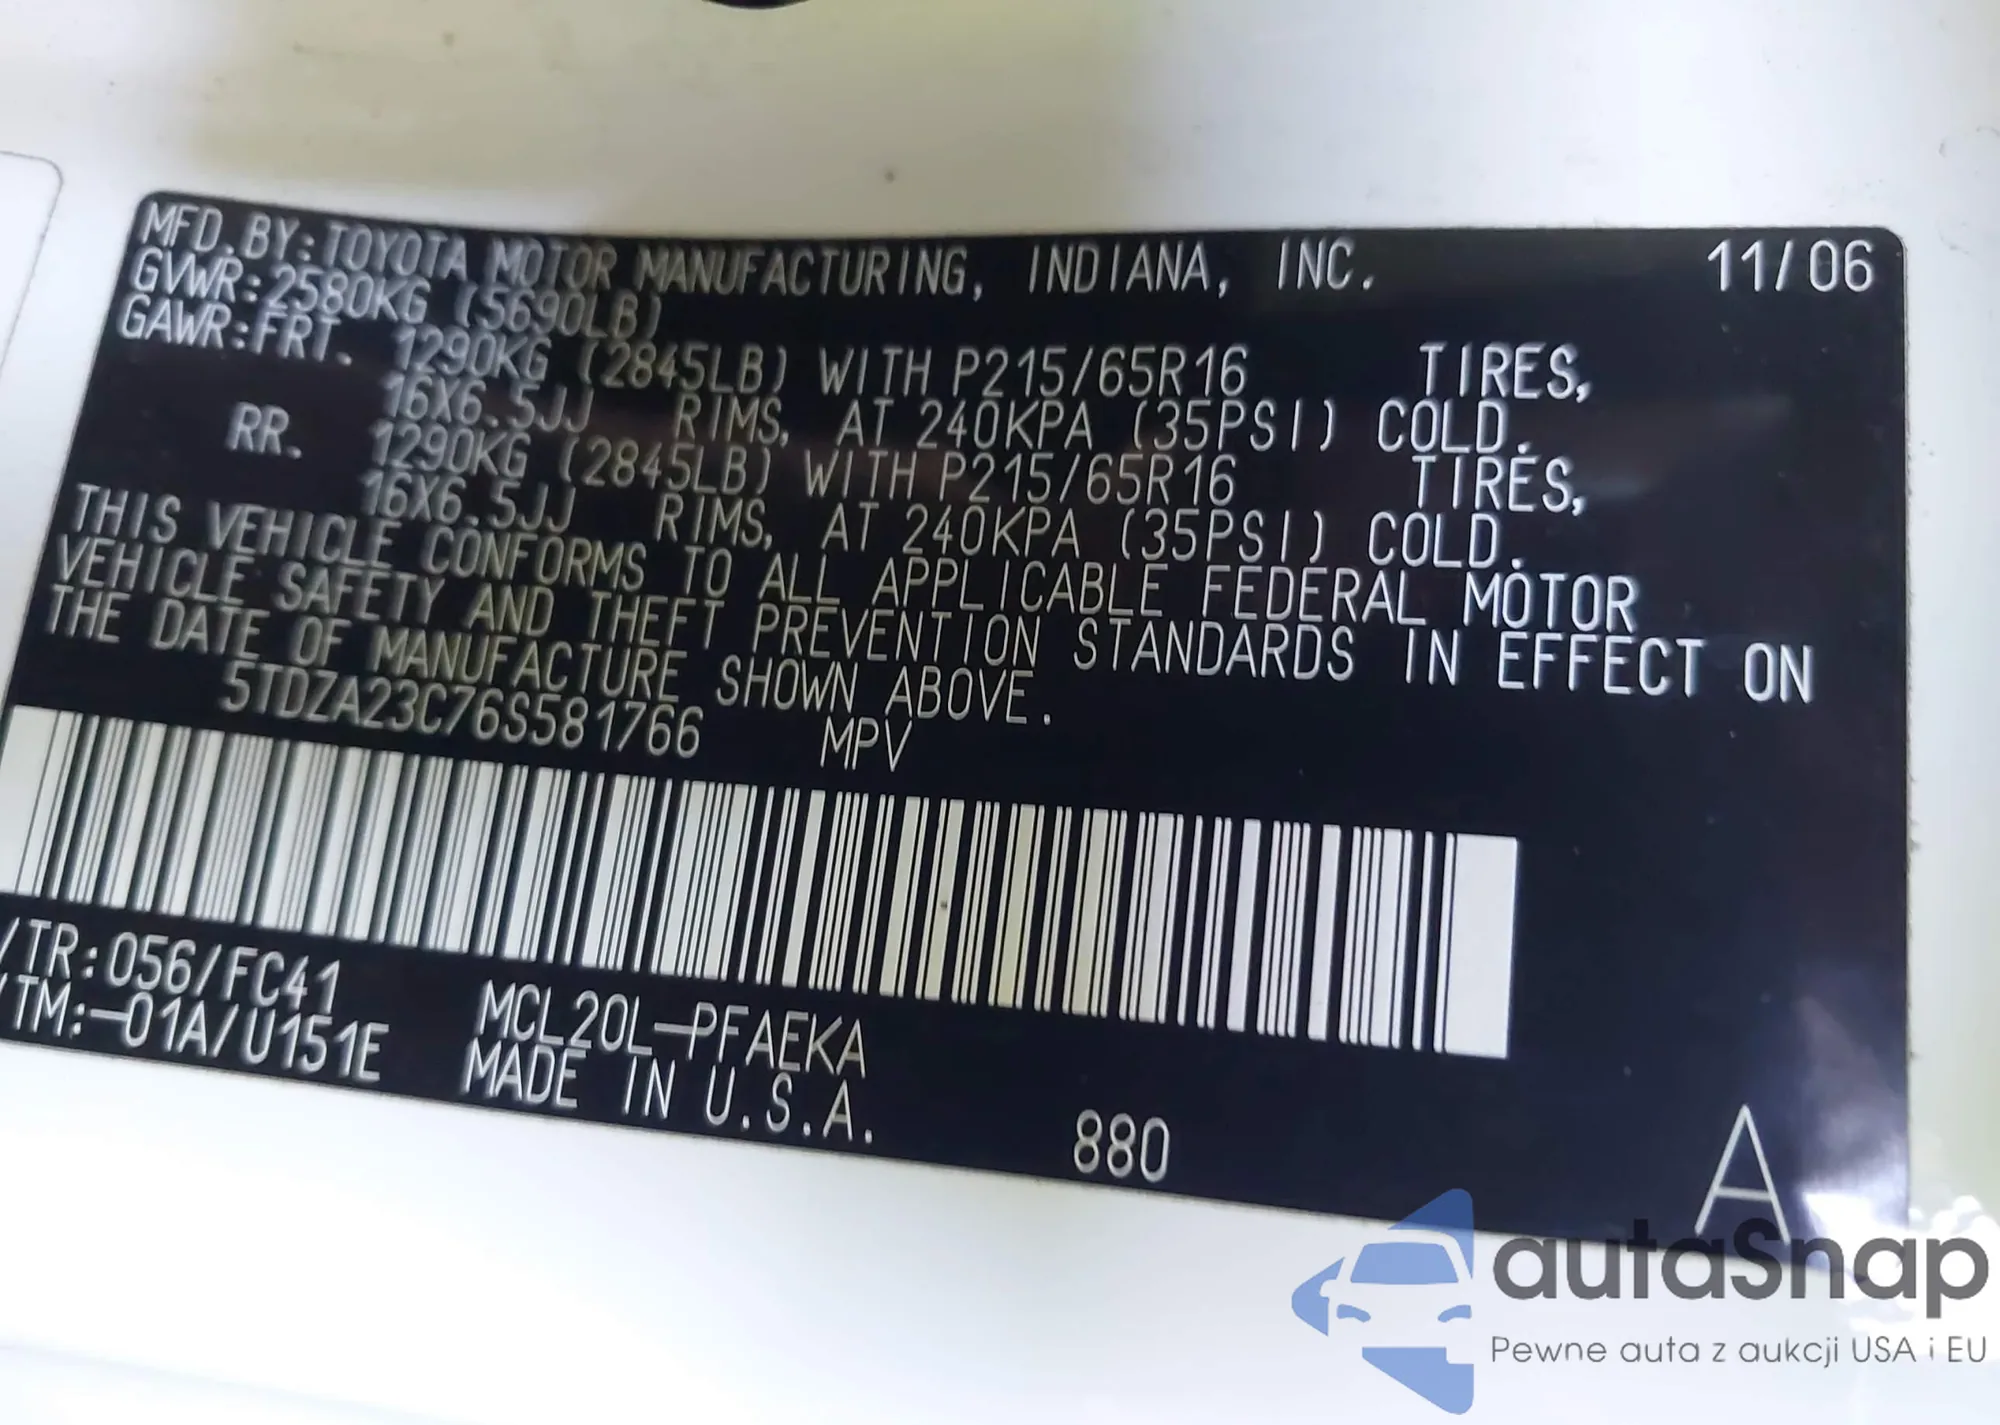 MFD.BY:TOYOTA MOTOR MANUFACTURING, INDIANA, INC. 11/06
GVWR:2580KG (5690LB)
GAWR:FRT. 1290KG (2845LB) WITH P215/65R16 TIRES,
16X6.5JJ RIMS, AT 240KPA (35PSI) COLD.
RR. 1290KG (2845LB) WITH P215/65R16 TIRES,
16X6.5JJ RIMS, AT 240KPA (35PSI) COLD.
THIS VEHICLE CONFORMS TO ALL APPLICABLE FEDERAL MOTOR
VEHICLE SAFETY AND THEFT PREVENTION STANDARDS IN EFFECT ON
THE DATE OF MANUFACTURE SHOWN ABOVE.
5TDZA23C76S581766 MPV
/TR:056/FC41 MCL20L-PFAEKA
/TM:-01A/U151E MADE IN U.S.A. 880 A
autaSnap
Pewne auta z aukcji USA i EU